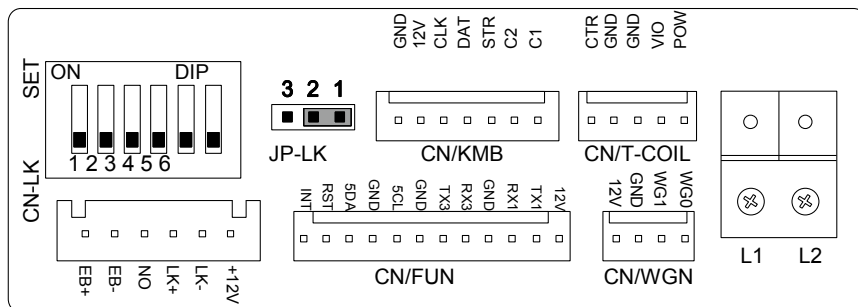 GND 12V CLK DAT STR C2 C1
CTR GND GND VIO POW
SET
ON DIP
3 2 1
1 2 3 4 5 6
JP-LK
CN/KMB
CN/T-COIL
CN-LK
INT RST 5DA GND 5CL GND TX3 RX3 GND RX1 TX1 12V
12V GND WG1 WG0
EB+ EB- NO LK+ LK- +12V
CN/FUN
CN/WGN
L1 L2